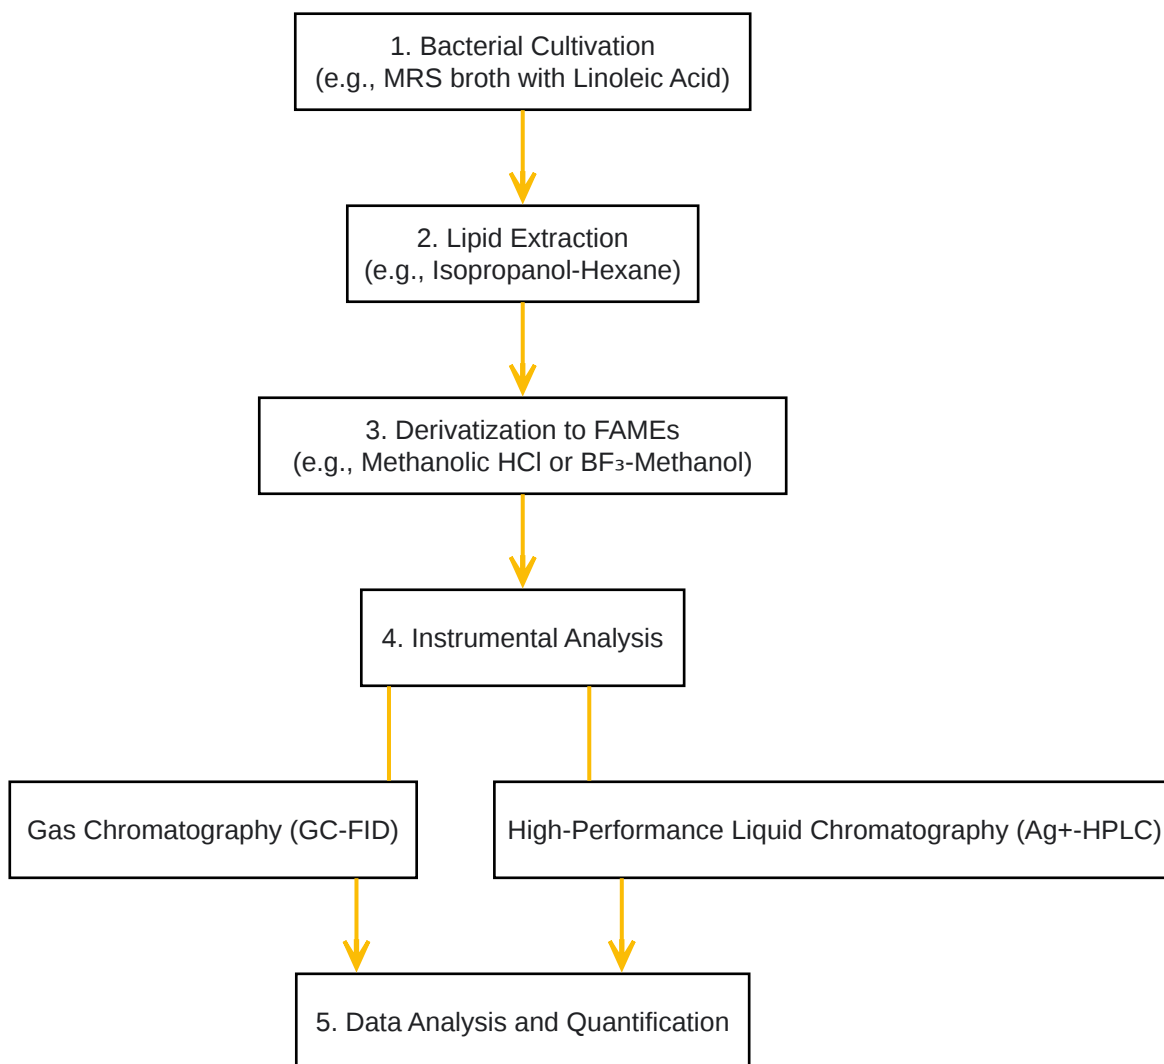 1. Bacterial Cultivation
(e.g., MRS broth with Linoleic Acid)
2. Lipid Extraction
(e.g., Isopropanol-Hexane)
3. Derivatization to FAMEs
(e.g., Methanolic HCl or BF₃-Methanol)
4. Instrumental Analysis
Gas Chromatography (GC-FID)
High-Performance Liquid Chromatography (Ag+-HPLC)
5. Data Analysis and Quantification